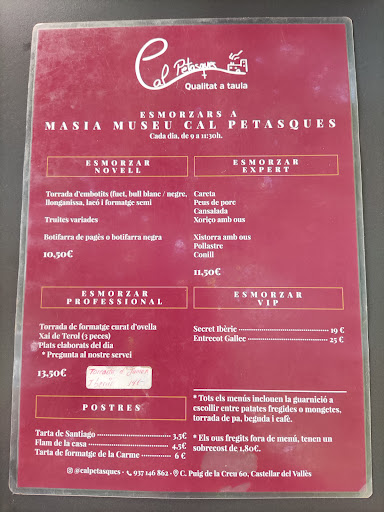 Cal Petasques
Qualitat a taula
ESMORZARS A
MASIA MUSEU CAL PETASQUES
Cada dia, de 9 a 11:30h.
ESMORZAR
NOVELL
Torrada d'embotits (fuet, bull blanc / negre,
llonganissa, lacó i formatge semi
Truites variades
Botifarra de pagès o botifarra negra
10,50€
ESMORZAR
EXPERT
Careta
Peus de porc
Cansalada
Xoriço amb ous
Xistorra amb ous
Pollastre
Conill
11,50€
ESMORZAR
PROFESSIONAL
Torrada de formatge curat d'ovella
Xai de Terol (3 peces)
Plats elaborats del dia
* Pregunta al nostre servei
13,50€
ESMORZAR
VIP
Secret Ibèric 19 €
Entrecot Gallec 25 €
POSTRES
Tarta de Santiago 3,5€
Flam de la casa 4,5€
Tarta de formatge de la Carme 6 €
* Tots els menús incionen la guarnició a
escollir entre patates fregides o mongetes,
torrada de pa, beguda i cafè.
* Els ous fregits fora de menú, tenen un
sobrecost de 1,80€.
@calpetasques · 937 146 862 · C. Puig de la Creu 60, Castellar del Vallès